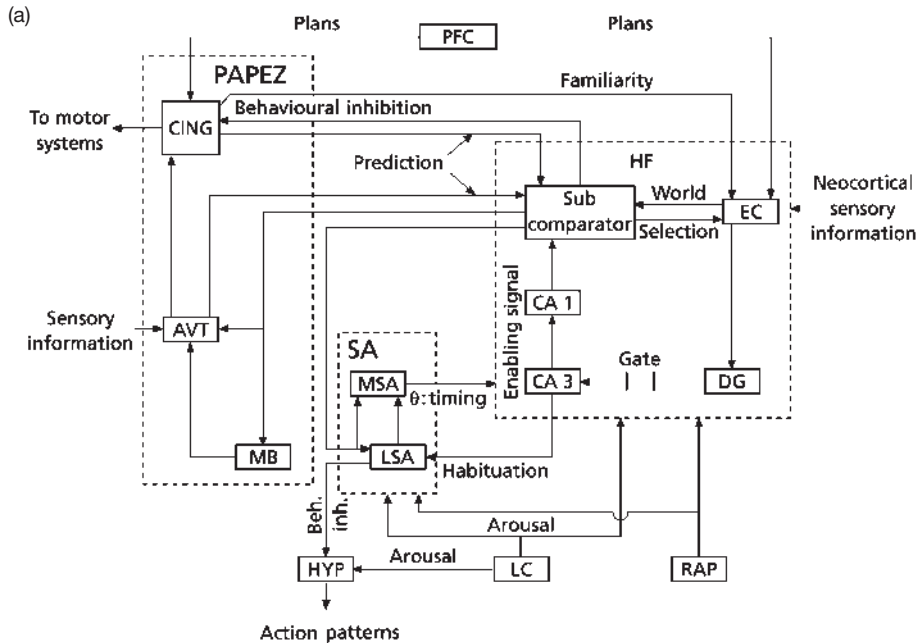 (a)
Plans
PFC
Plans
PAPEZ
Familiarity
Behavioural inhibition
To motor
systems
CING
Prediction
HF
Sub
comparator
World
Selection
EC
Neocortical
sensory
information
Sensory
information
AVT
CA 1
Enabling signal
SA
MSA
θ:timing
CA 3
Gate
DG
MB
LSA
Habituation
Beh.
inh.
Arousal
Arousal
HYP
LC
RAP
Action patterns